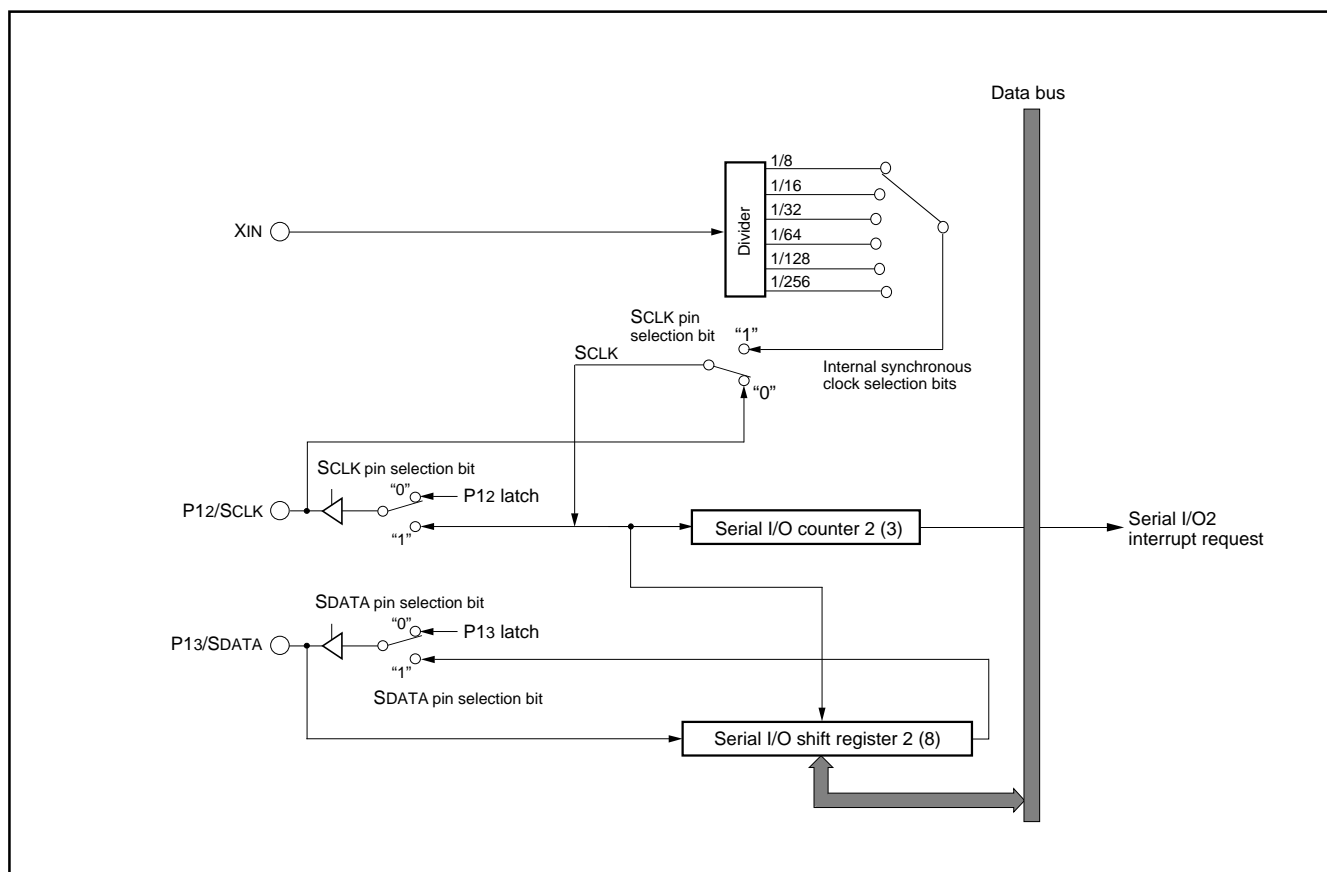 Data bus
XIN
Divider
1/8
1/16
1/32
1/64
1/128
1/256
SCLK pin
selection bit
“1”
SCLK
“0”
Internal synchronous
clock selection bits
SCLK pin selection bit
“0”
P12 latch
P12/SCLK
“1”
Serial I/O counter 2 (3)
Serial I/O2
interrupt request
SDATA pin selection bit
“0”
P13 latch
P13/SDATA
“1”
SDATA pin selection bit
Serial I/O shift register 2 (8)